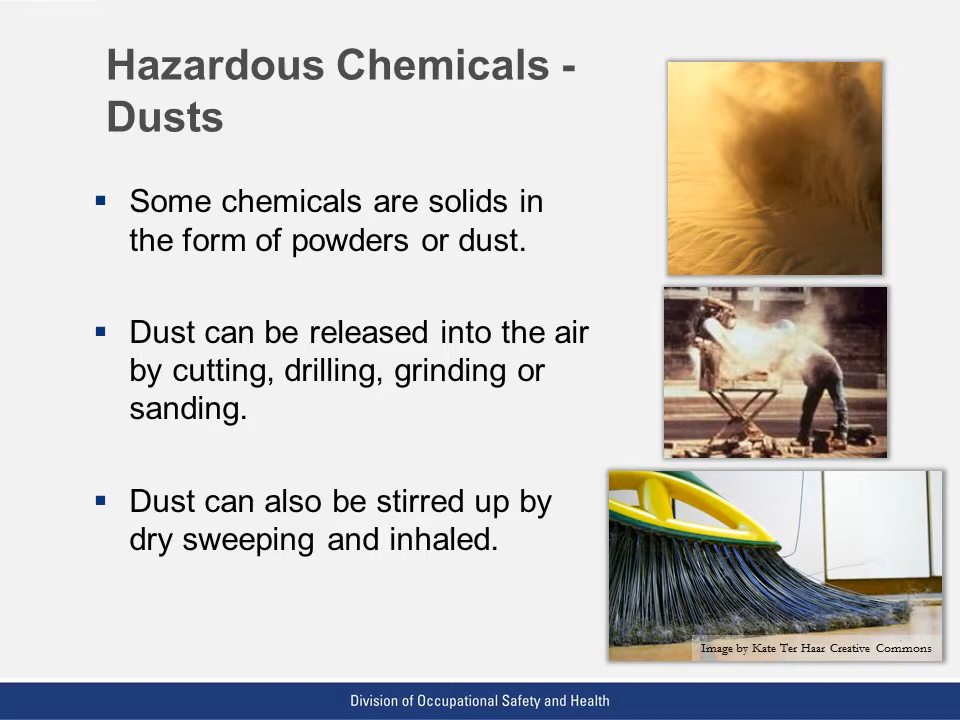 Hazardous Chemicals -
Dusts
▪ Some chemicals are solids in
the form of powders or dust.
▪ Dust can be released into the air
by cutting, drilling, grinding or
sanding.
▪ Dust can also be stirred up by
dry sweeping and inhaled.
Image by Kate Ter Haar Creative Commons
Division of Occupational Safety and Health